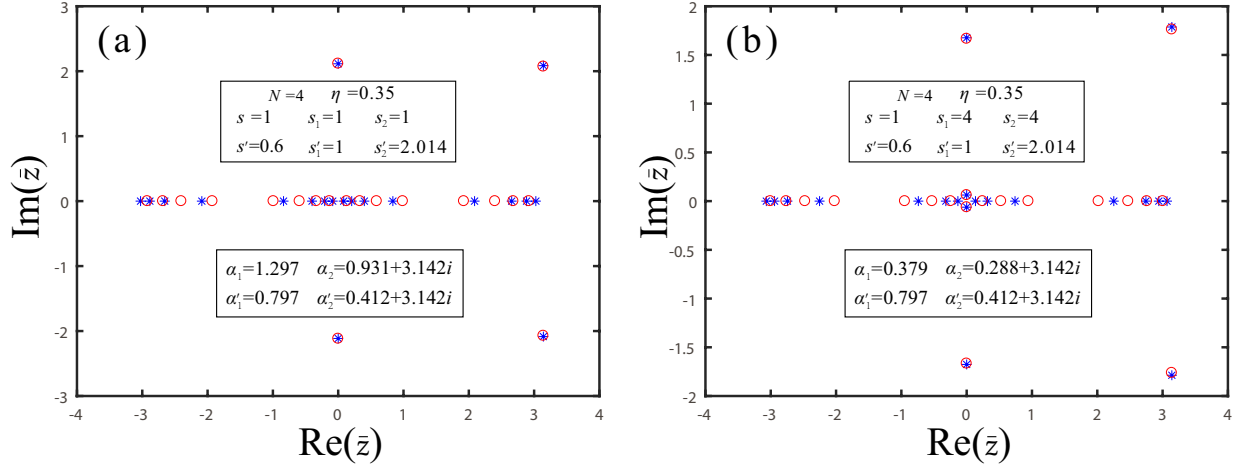 (a)
3
2
1
0
-1
-2
-3
Im(z̄)
N =4 η =0.35
s =1 s₁=1 s₂=1
s′=0.6 s′₁=1 s′₂=2.014
α₁=1.297 α₂=0.931+3.142i
α′₁=0.797 α′₂=0.412+3.142i
-4 -3 -2 -1 0 1 2 3 4
Re(z̄)
(b)
2
1.5
1
0.5
0
-0.5
-1
-1.5
-2
Im(z̄)
N =4 η =0.35
s =1 s₁=4 s₂=4
s′=0.6 s′₁=1 s′₂=2.014
α₁=0.379 α₂=0.288+3.142i
α′₁=0.797 α′₂=0.412+3.142i
-4 -3 -2 -1 0 1 2 3 4
Re(z̄)